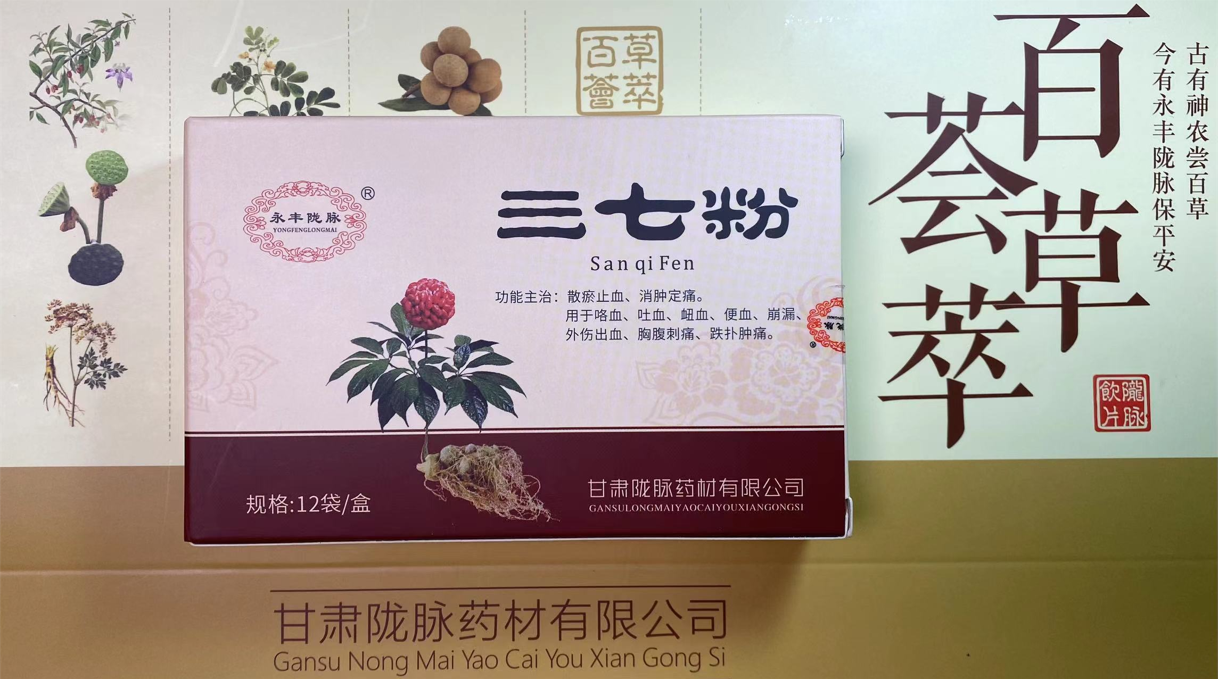 百草
薈萃
百草
荟萃
古有神农尝百草
今有永丰陇脉保平安
隴脉
飲片
永丰陇脉
YONGFENGLONGMAI
®
三七粉
San qi Fen
功能主治：散瘀止血、消肿定痛。
用于咯血、吐血、衄血、便血、崩漏、
外伤出血、胸腹刺痛、跌扑肿痛。
规格:12袋/盒
甘肃陇脉药材有限公司
GANSULONGMAIYAOCAIYOUXIANGONGSI
甘肃陇脉药材有限公司
Gansu Nong Mai Yao Cai You Xian Gong Si